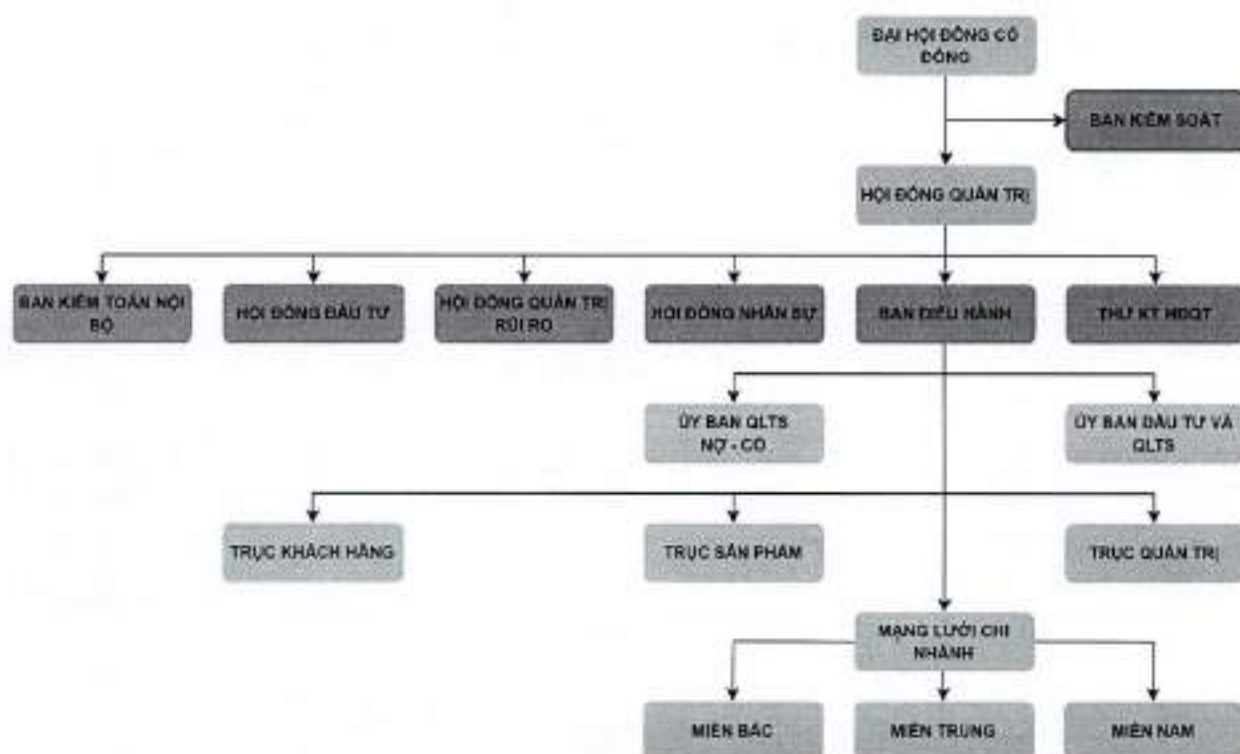 ĐẠI HỘI ĐỒNG CỔ
ĐÔNG
BAN KIỂM SOÁT
HỘI ĐỒNG QUẢN TRỊ
BAN KIỂM TOÁN NỘI
BỘ
HỘI ĐỒNG ĐẦU TƯ
HỘI ĐỒNG QUẢN TRỊ
RỦI RO
HỘI ĐỒNG NHÂN SỰ
BAN ĐIỀU HÀNH
THƯ KÝ HĐQT
ỦY BAN QLTS
NỢ - CÓ
ỦY BAN ĐẦU TƯ VÀ
QLTS
TRỤC KHÁCH HÀNG
TRỤC SẢN PHẨM
TRỤC QUẢN TRỊ
MẠNG LƯỚI CHI
NHÁNH
MIỀN BẮC
MIỀN TRUNG
MIỀN NAM